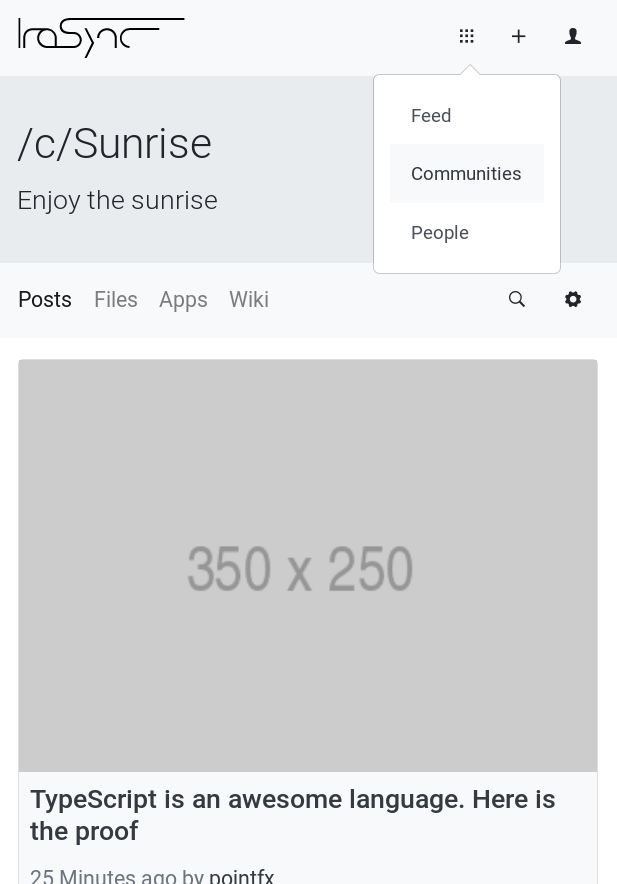 IraSync
/c/Sunrise
Enjoy the sunrise
Feed
Communities
People
Posts Files Apps Wiki
350 x 250
TypeScript is an awesome language. Here is
the proof
25 Minutes ago by pointfx